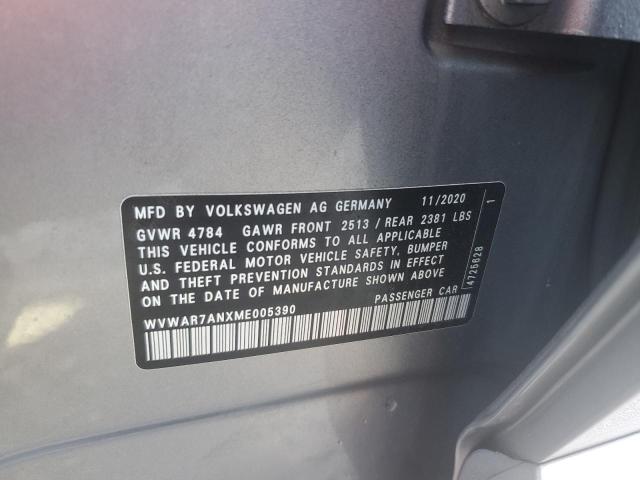 MFD BY VOLKSWAGEN AG GERMANY 11/2020
GVWR 4784 GAWR FRONT 2513 / REAR 2381 LBS
THIS VEHICLE CONFORMS TO ALL APPLICABLE
U.S. FEDERAL MOTOR VEHICLE SAFETY, BUMPER
AND THEFT PREVENTION STANDARDS IN EFFECT
ON THE DATE OF MANUFACTURE SHOWN ABOVE
WVWAR7ANXME005390 PASSENGER CAR
4725628 1